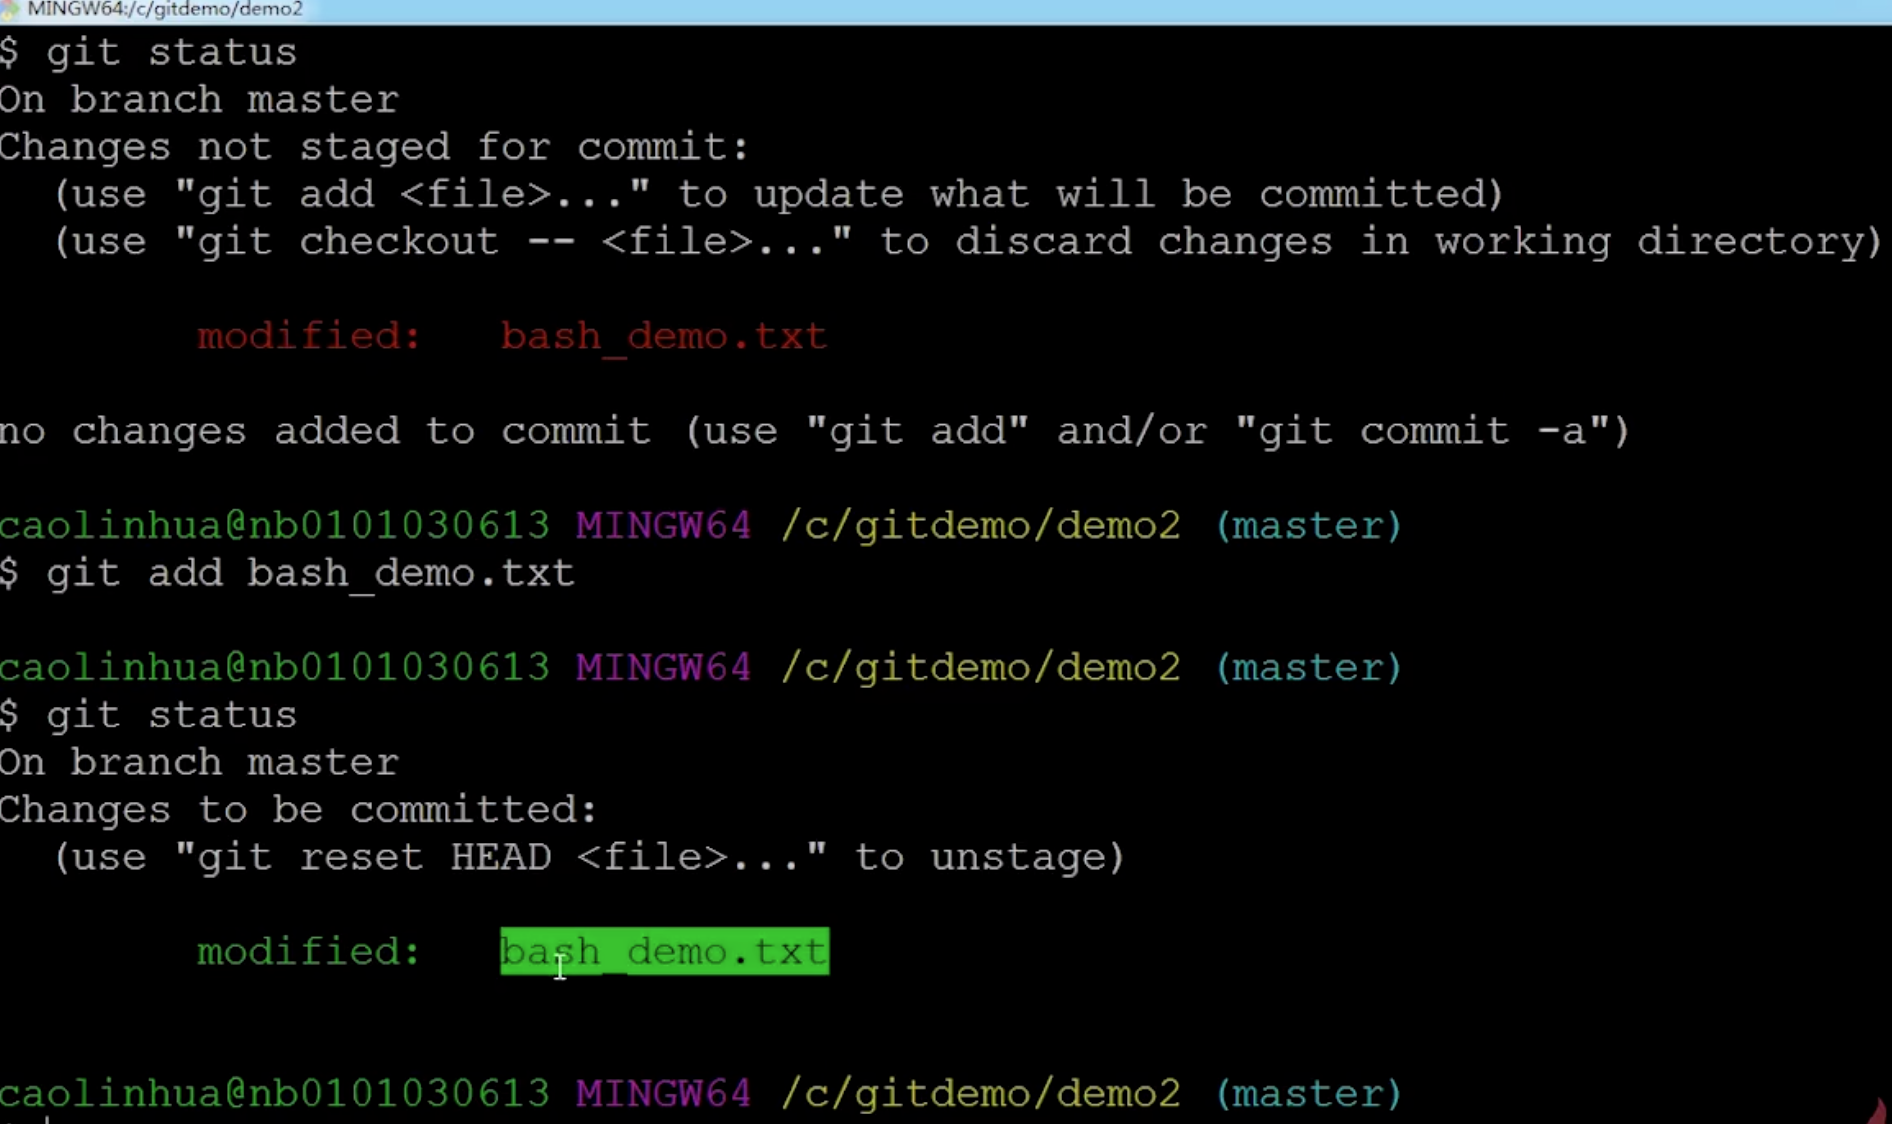 MINGW64:/c/gitdemo/demo2
$ git status
On branch master
Changes not staged for commit:
  (use "git add <file>..." to update what will be committed)
  (use "git checkout -- <file>..." to discard changes in working directory)
        modified:   bash_demo.txt
no changes added to commit (use "git add" and/or "git commit -a")
caolinhua@nb0101030613 MINGW64 /c/gitdemo/demo2 (master)
$ git add bash_demo.txt
caolinhua@nb0101030613 MINGW64 /c/gitdemo/demo2 (master)
$ git status
On branch master
Changes to be committed:
  (use "git reset HEAD <file>..." to unstage)
        modified:   bash_demo.txt
caolinhua@nb0101030613 MINGW64 /c/gitdemo/demo2 (master)